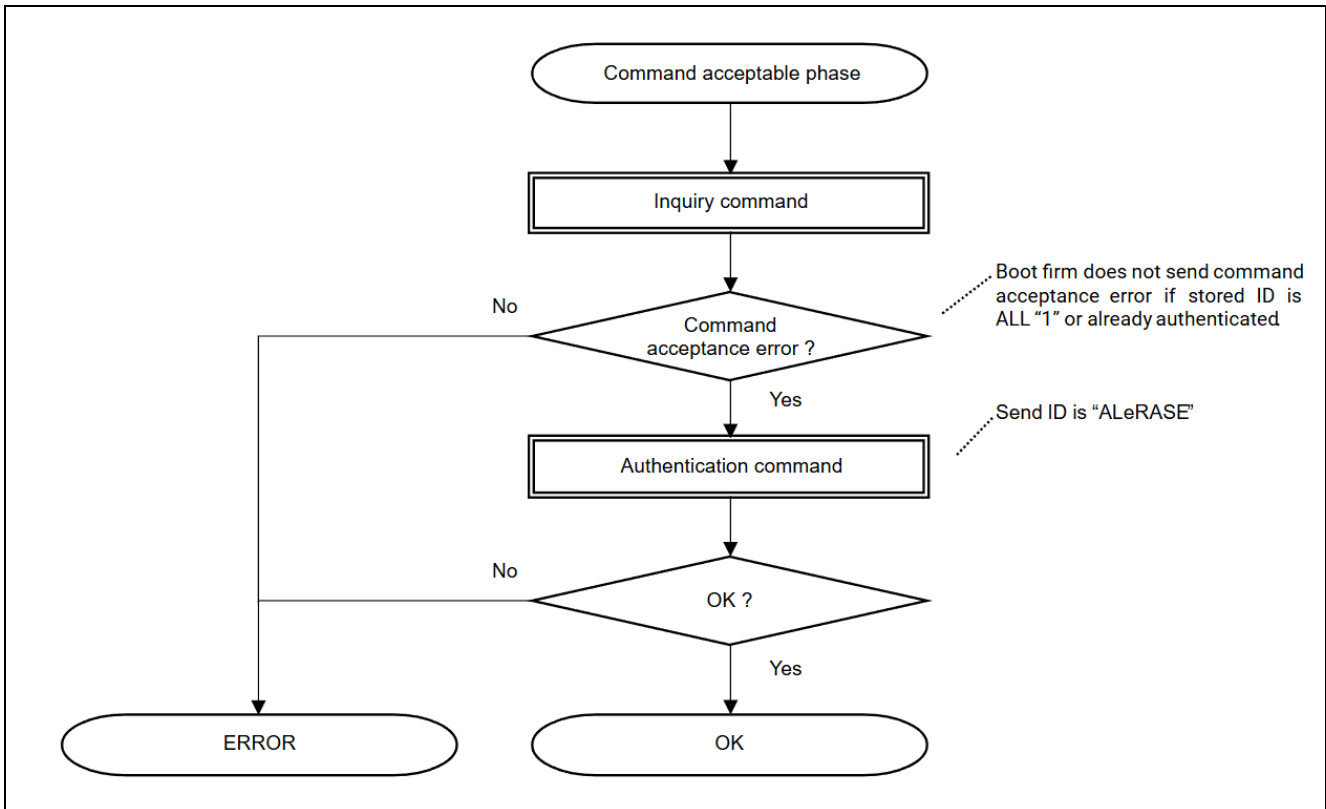 Command acceptable phase
Inquiry command
Boot firm does not send command
acceptance error if stored ID is
ALL “1” or already authenticated.
No
Command
acceptance error ?
Yes
Send ID is “ALeRASE”
Authentication command
No
OK ?
Yes
ERROR
OK